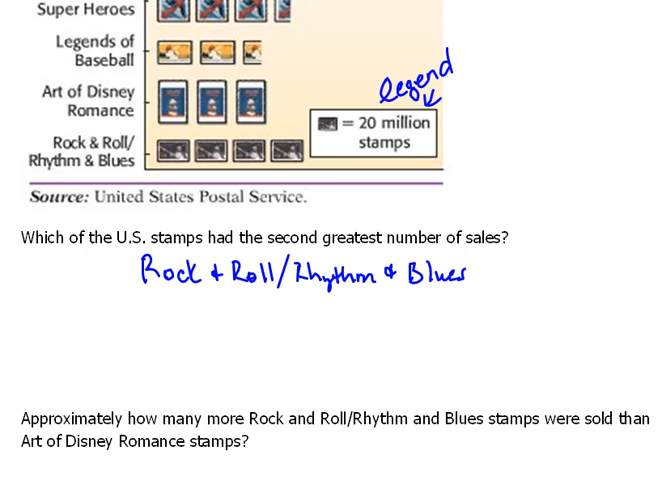 Super Heroes
Legends of
Baseball
Art of Disney
Romance
legend
= 20 million
stamps
Rock & Roll/
Rhythm & Blues
Source: United States Postal Service.
Which of the U.S. stamps had the second greatest number of sales?
Rock & Roll/Rhythm & Blues
Approximately how many more Rock and Roll/Rhythm and Blues stamps were sold than
Art of Disney Romance stamps?